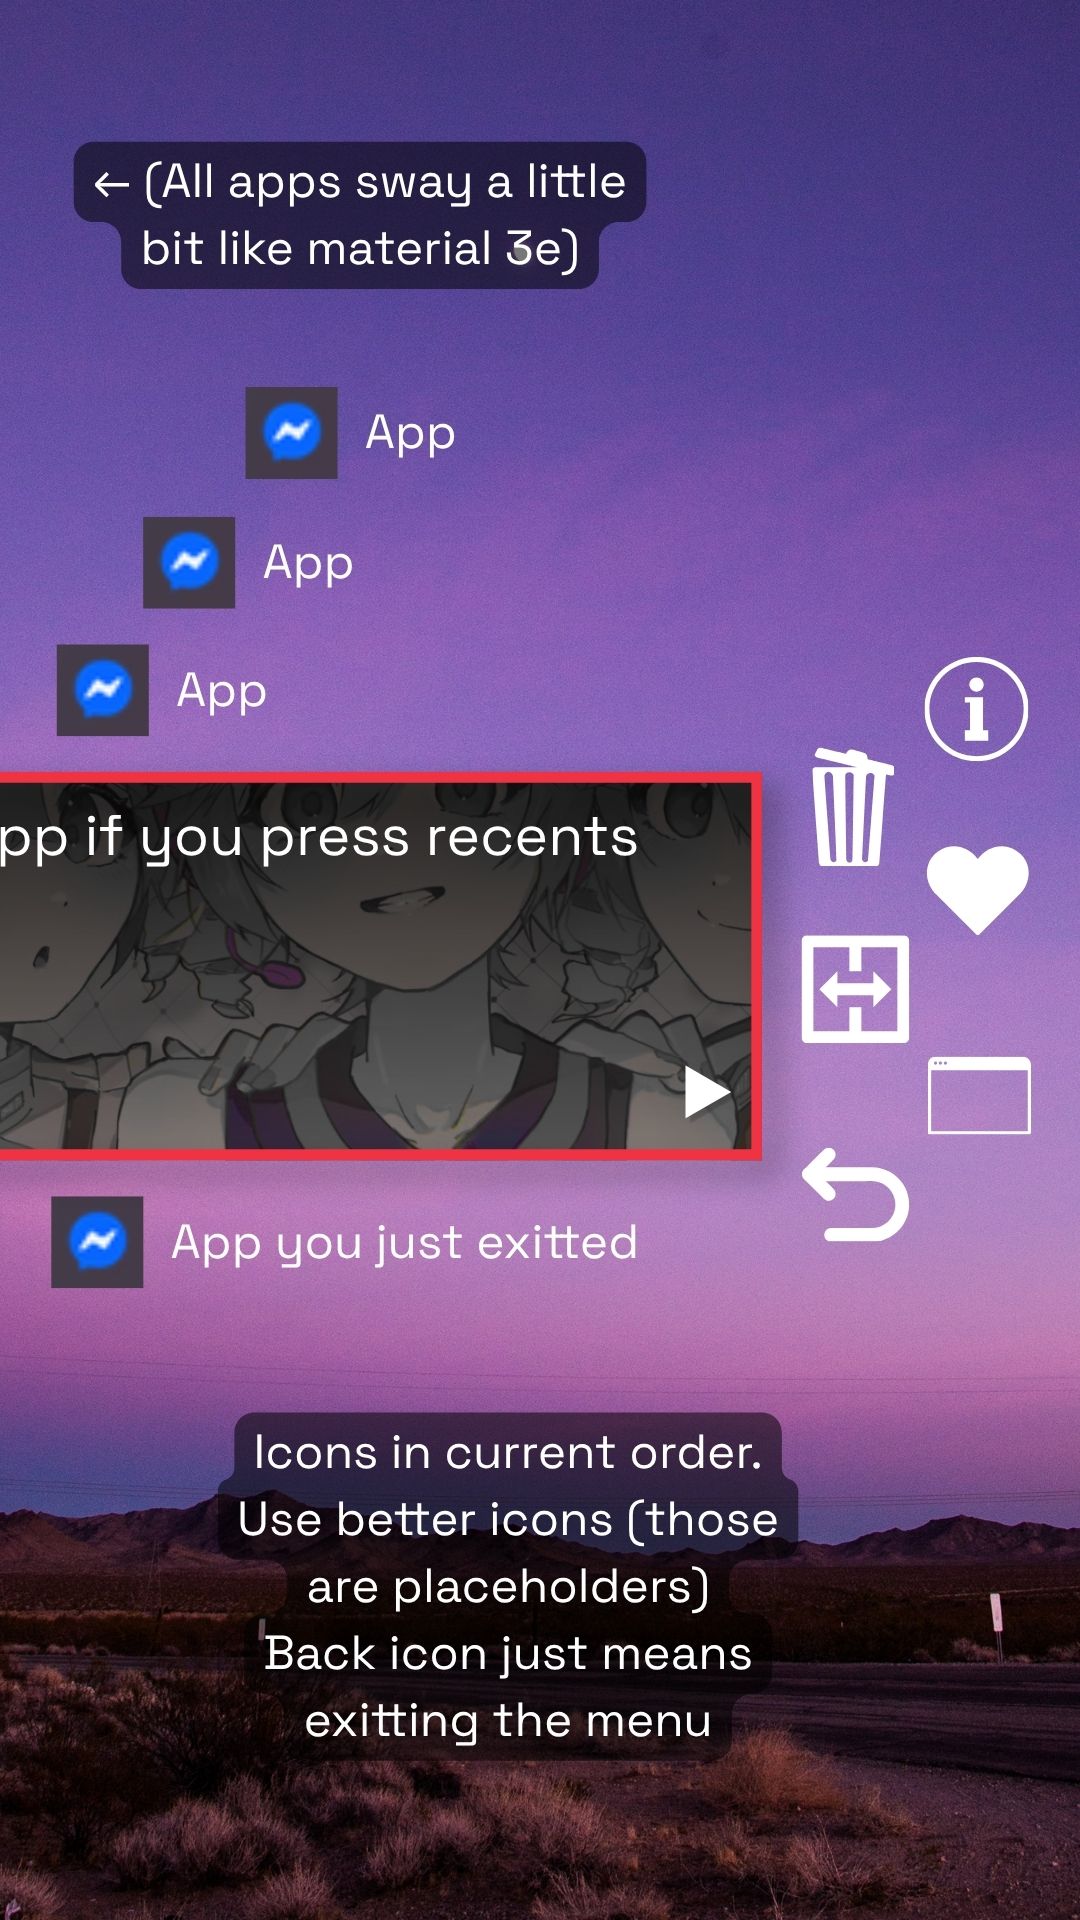 ← (All apps sway a little
bit like material 3e)
App
App
App
pp if you press recents
App you just exitted
Icons in current order.
Use better icons (those
are placeholders)
Back icon just means
exitting the menu